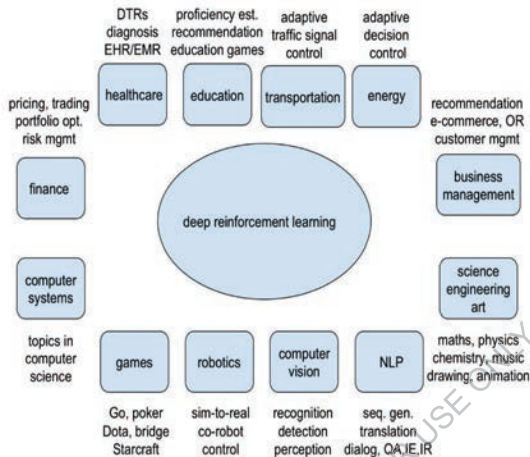 DTRs
diagnosis
EHR/EMR
healthcare
proficiency est.
recommendation
education games
education
adaptive
traffic signal
control
transportation
adaptive
decision
control
energy
pricing, trading
portfolio opt.
risk mgmt
finance
recommendation
e-commerce, OR
customer mgmt
business
management
deep reinforcement learning
computer
systems
topics in
computer
science
science
engineering
art
maths, physics
chemistry, music
drawing, animation
games
Go, poker
Dota, bridge
Starcraft
robotics
sim-to-real
co-robot
control
computer
vision
recognition
detection
perception
NLP
seq. gen.
translation
dialog, QA,IE,IR
USE ONLY